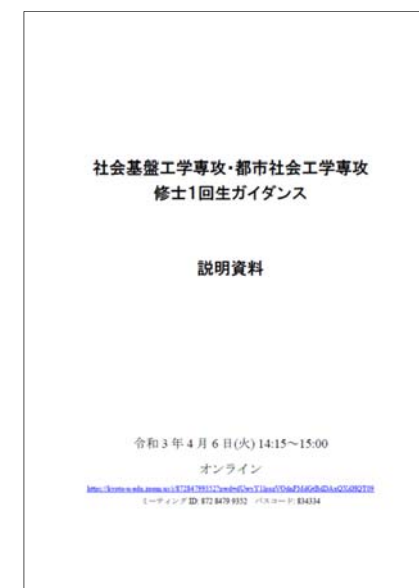 社会基盤工学専攻・都市社会工学専攻
修士1回生ガイダンス
説明資料
令和 3 年 4 月 6 日(火) 14:15～15:00
オンライン
ミーティング ID: 872 8479 9352 パスコード: 834334